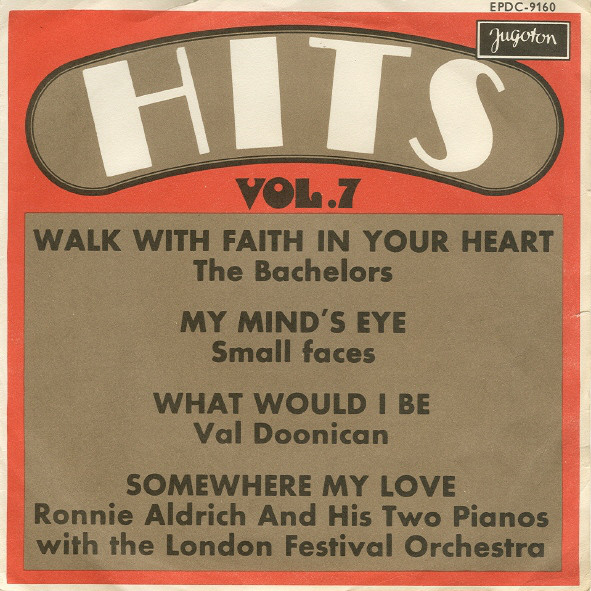 EPDC-9160
Jugoton
HITS
VOL.7
WALK WITH FAITH IN YOUR HEART
The Bachelors
MY MIND'S EYE
Small faces
WHAT WOULD I BE
Val Doonican
SOMEWHERE MY LOVE
Ronnie Aldrich And His Two Pianos
with the London Festival Orchestra